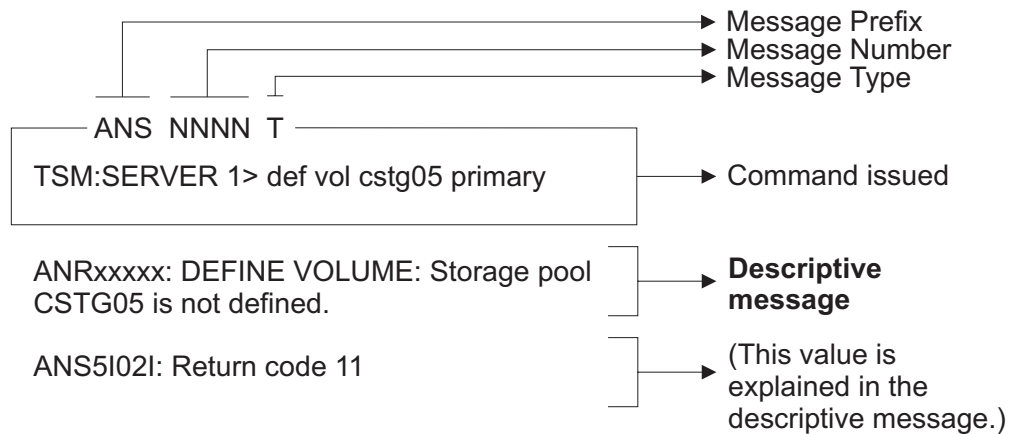 Message Prefix
Message Number
Message Type
ANS NNNN T
TSM:SERVER 1> def vol cstg05 primary
Command issued
ANRxxxxx: DEFINE VOLUME: Storage pool
CSTG05 is not defined.
Descriptive
message
ANS5I02I: Return code 11
(This value is
explained in the
descriptive message.)